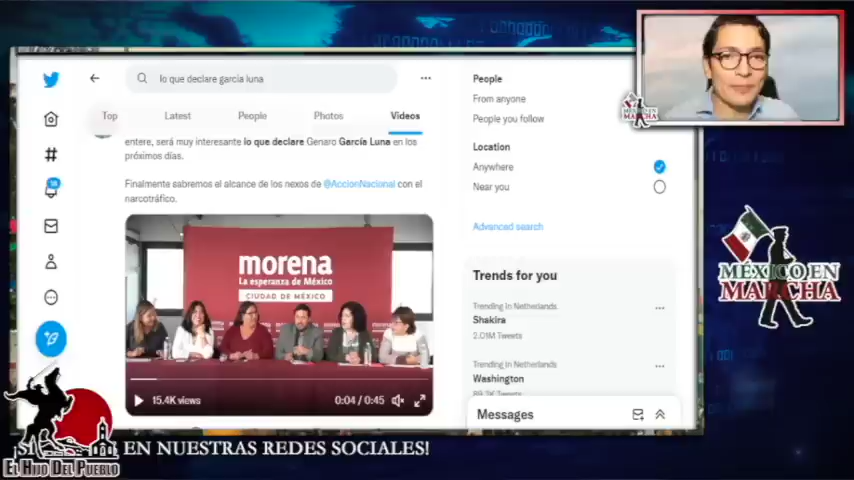 lo que declare garcia luna
Top
Latest
People
Photos
Videos
entere, será muy interesante lo que declare Genaro García Luna en los
próximos días.
Finalmente sabremos el alcance de los nexos de @AccionNacional con el
narcotráfico.
morena
La esperanza de México
CIUDAD DE MÉXICO
15.4K views
0:04 / 0:45
People
From anyone
People you follow
Location
Anywhere
Near you
Advanced search
Trends for you
Trending in Netherlands
Shakira
2.01M Tweets
Trending in Netherlands
Washington
Messages
MÉXICO EN
MARCHA
MÉXICO EN
MARCHA
EN NUESTRAS REDES SOCIALES!
EL HIJO DEL PUEBLO